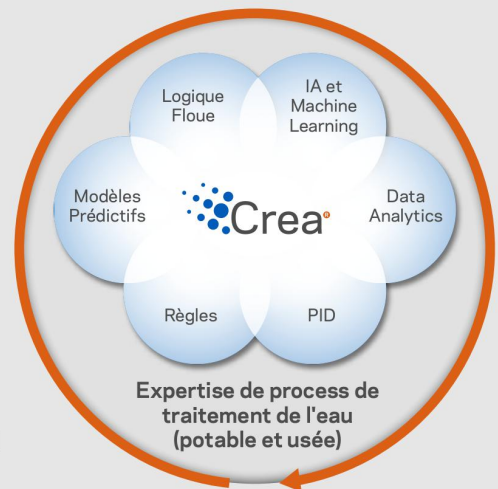 Logique
Floue
IA et
Machine
Learning
Modèles
Prédictifs
Crea®
Data
Analytics
Règles
PID
Expertise de process de
traitement de l'eau
(potable et usée)